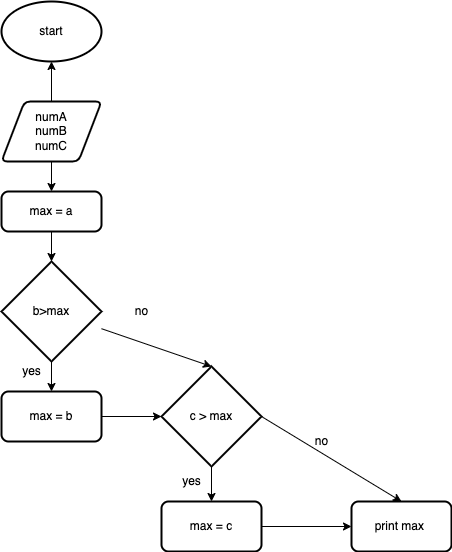 start
numA
numB
numC
max = a
b>max
no
yes
max = b
c > max
no
yes
max = c
print max